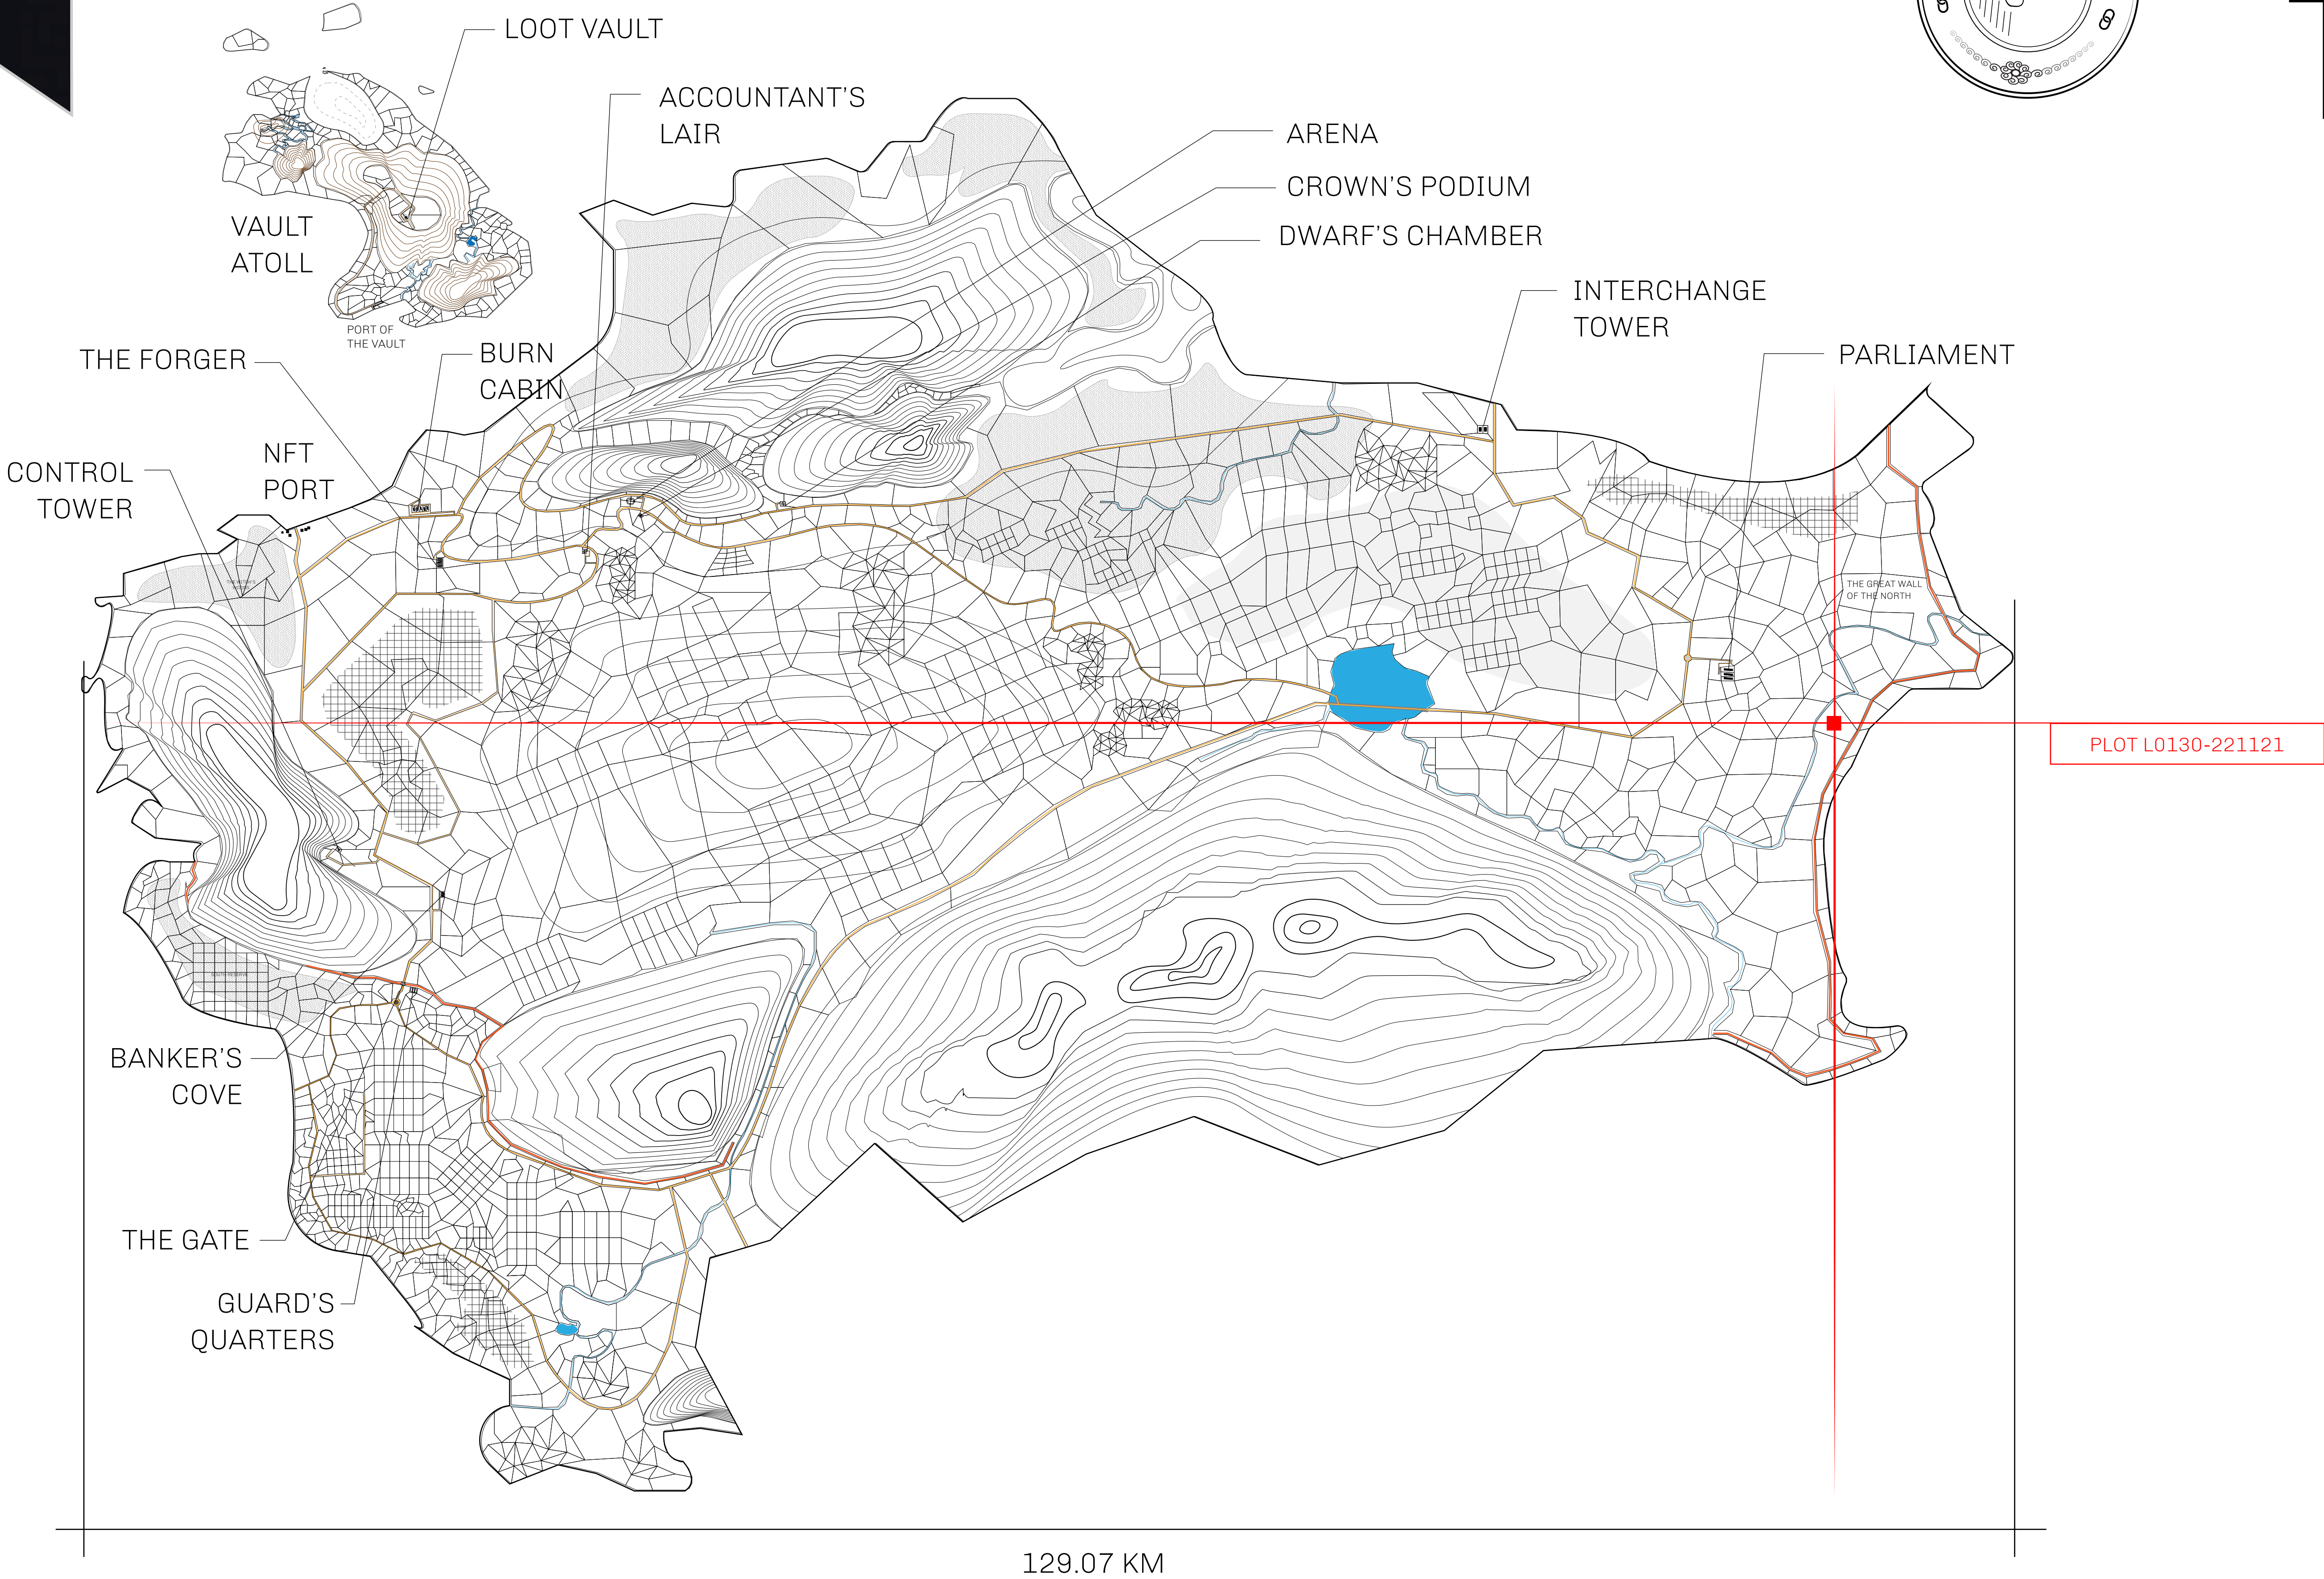 LOOT VAULT
ACCOUNTANT'S
LAIR
ARENA
CROWN'S PODIUM
DWARF'S CHAMBER
VAULT
ATOLL
INTERCHANGE
TOWER
PORT OF
THE VAULT
THE FORGER
BURN
CABIN
PARLIAMENT
NFT
PORT
CONTROL
TOWER
THE GREAT WALL
OF THE NORTH
PLOT L0130-221121
SOUTH RESERVE
BANKER'S
COVE
THE GATE
GUARD'S
QUARTERS
129.07 KM